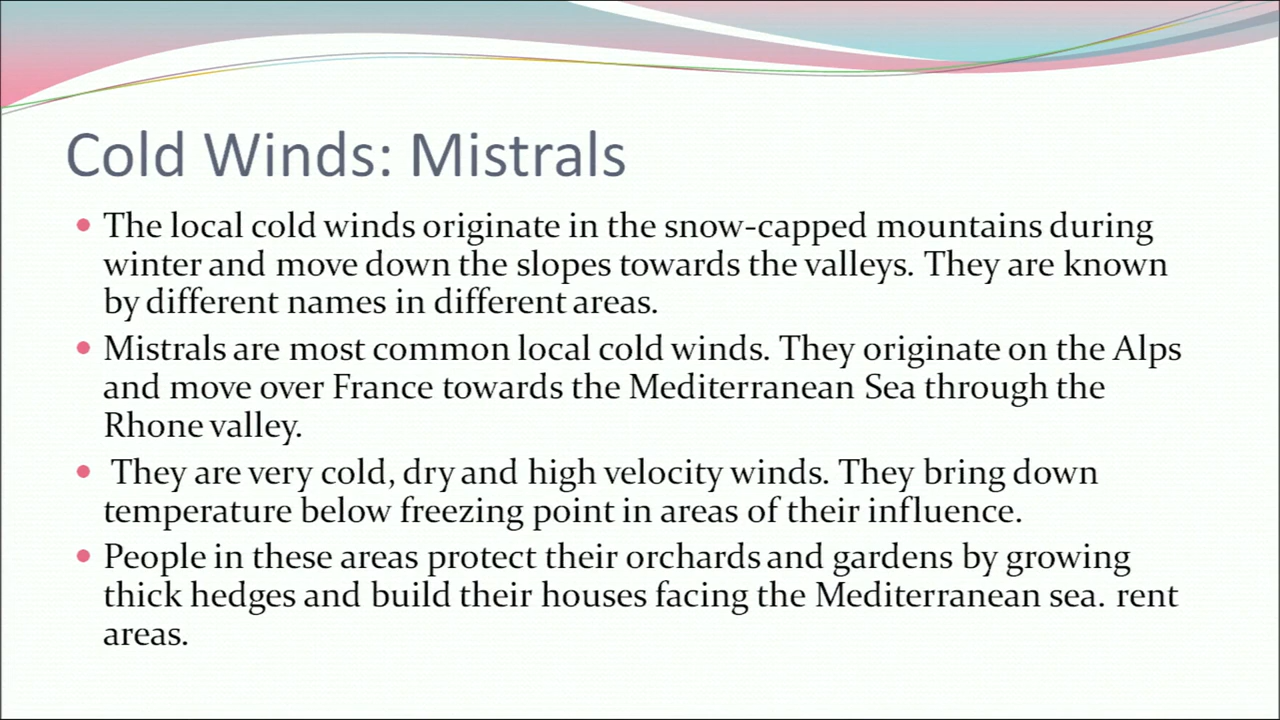 Cold Winds: Mistrals
• The local cold winds originate in the snow-capped mountains during
winter and move down the slopes towards the valleys. They are known
by different names in different areas.
• Mistrals are most common local cold winds. They originate on the Alps
and move over France towards the Mediterranean Sea through the
Rhone valley.
• They are very cold, dry and high velocity winds. They bring down
temperature below freezing point in areas of their influence.
• People in these areas protect their orchards and gardens by growing
thick hedges and build their houses facing the Mediterranean sea. rent
areas.